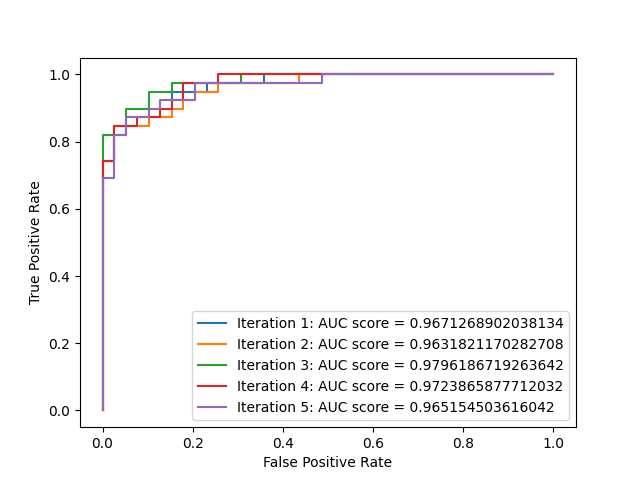 1.0
0.8
0.6
0.4
0.2
0.0
True Positive Rate
Iteration 1: AUC score = 0.9671268902038134
Iteration 2: AUC score = 0.9631821170282708
Iteration 3: AUC score = 0.9796186719263642
Iteration 4: AUC score = 0.9723865877712032
Iteration 5: AUC score = 0.965154503616042
0.0 0.2 0.4 0.6 0.8 1.0
False Positive Rate